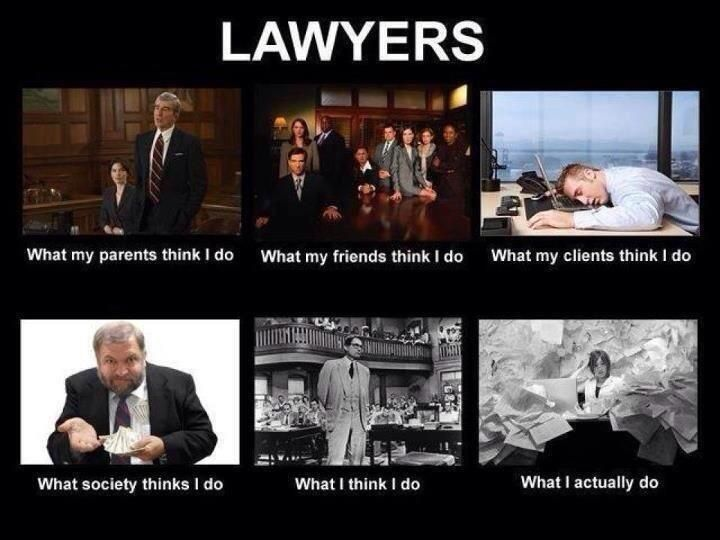 LAWYERS
What my parents think I do
What my friends think I do
What my clients think I do
What society thinks I do
What I think I do
What I actually do